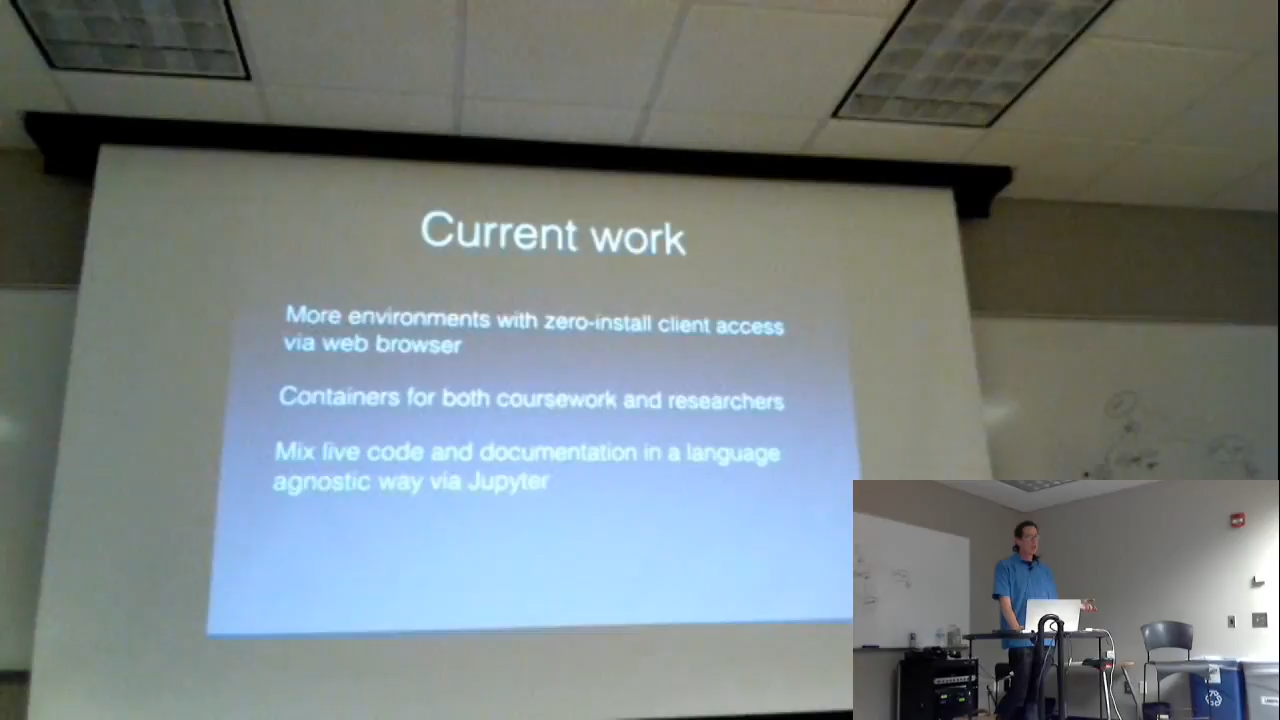 Current work
More environments with zero-install client access
via web browser
Containers for both coursework and researchers
Mix live code and documentation in a language
agnostic way via Jupyter